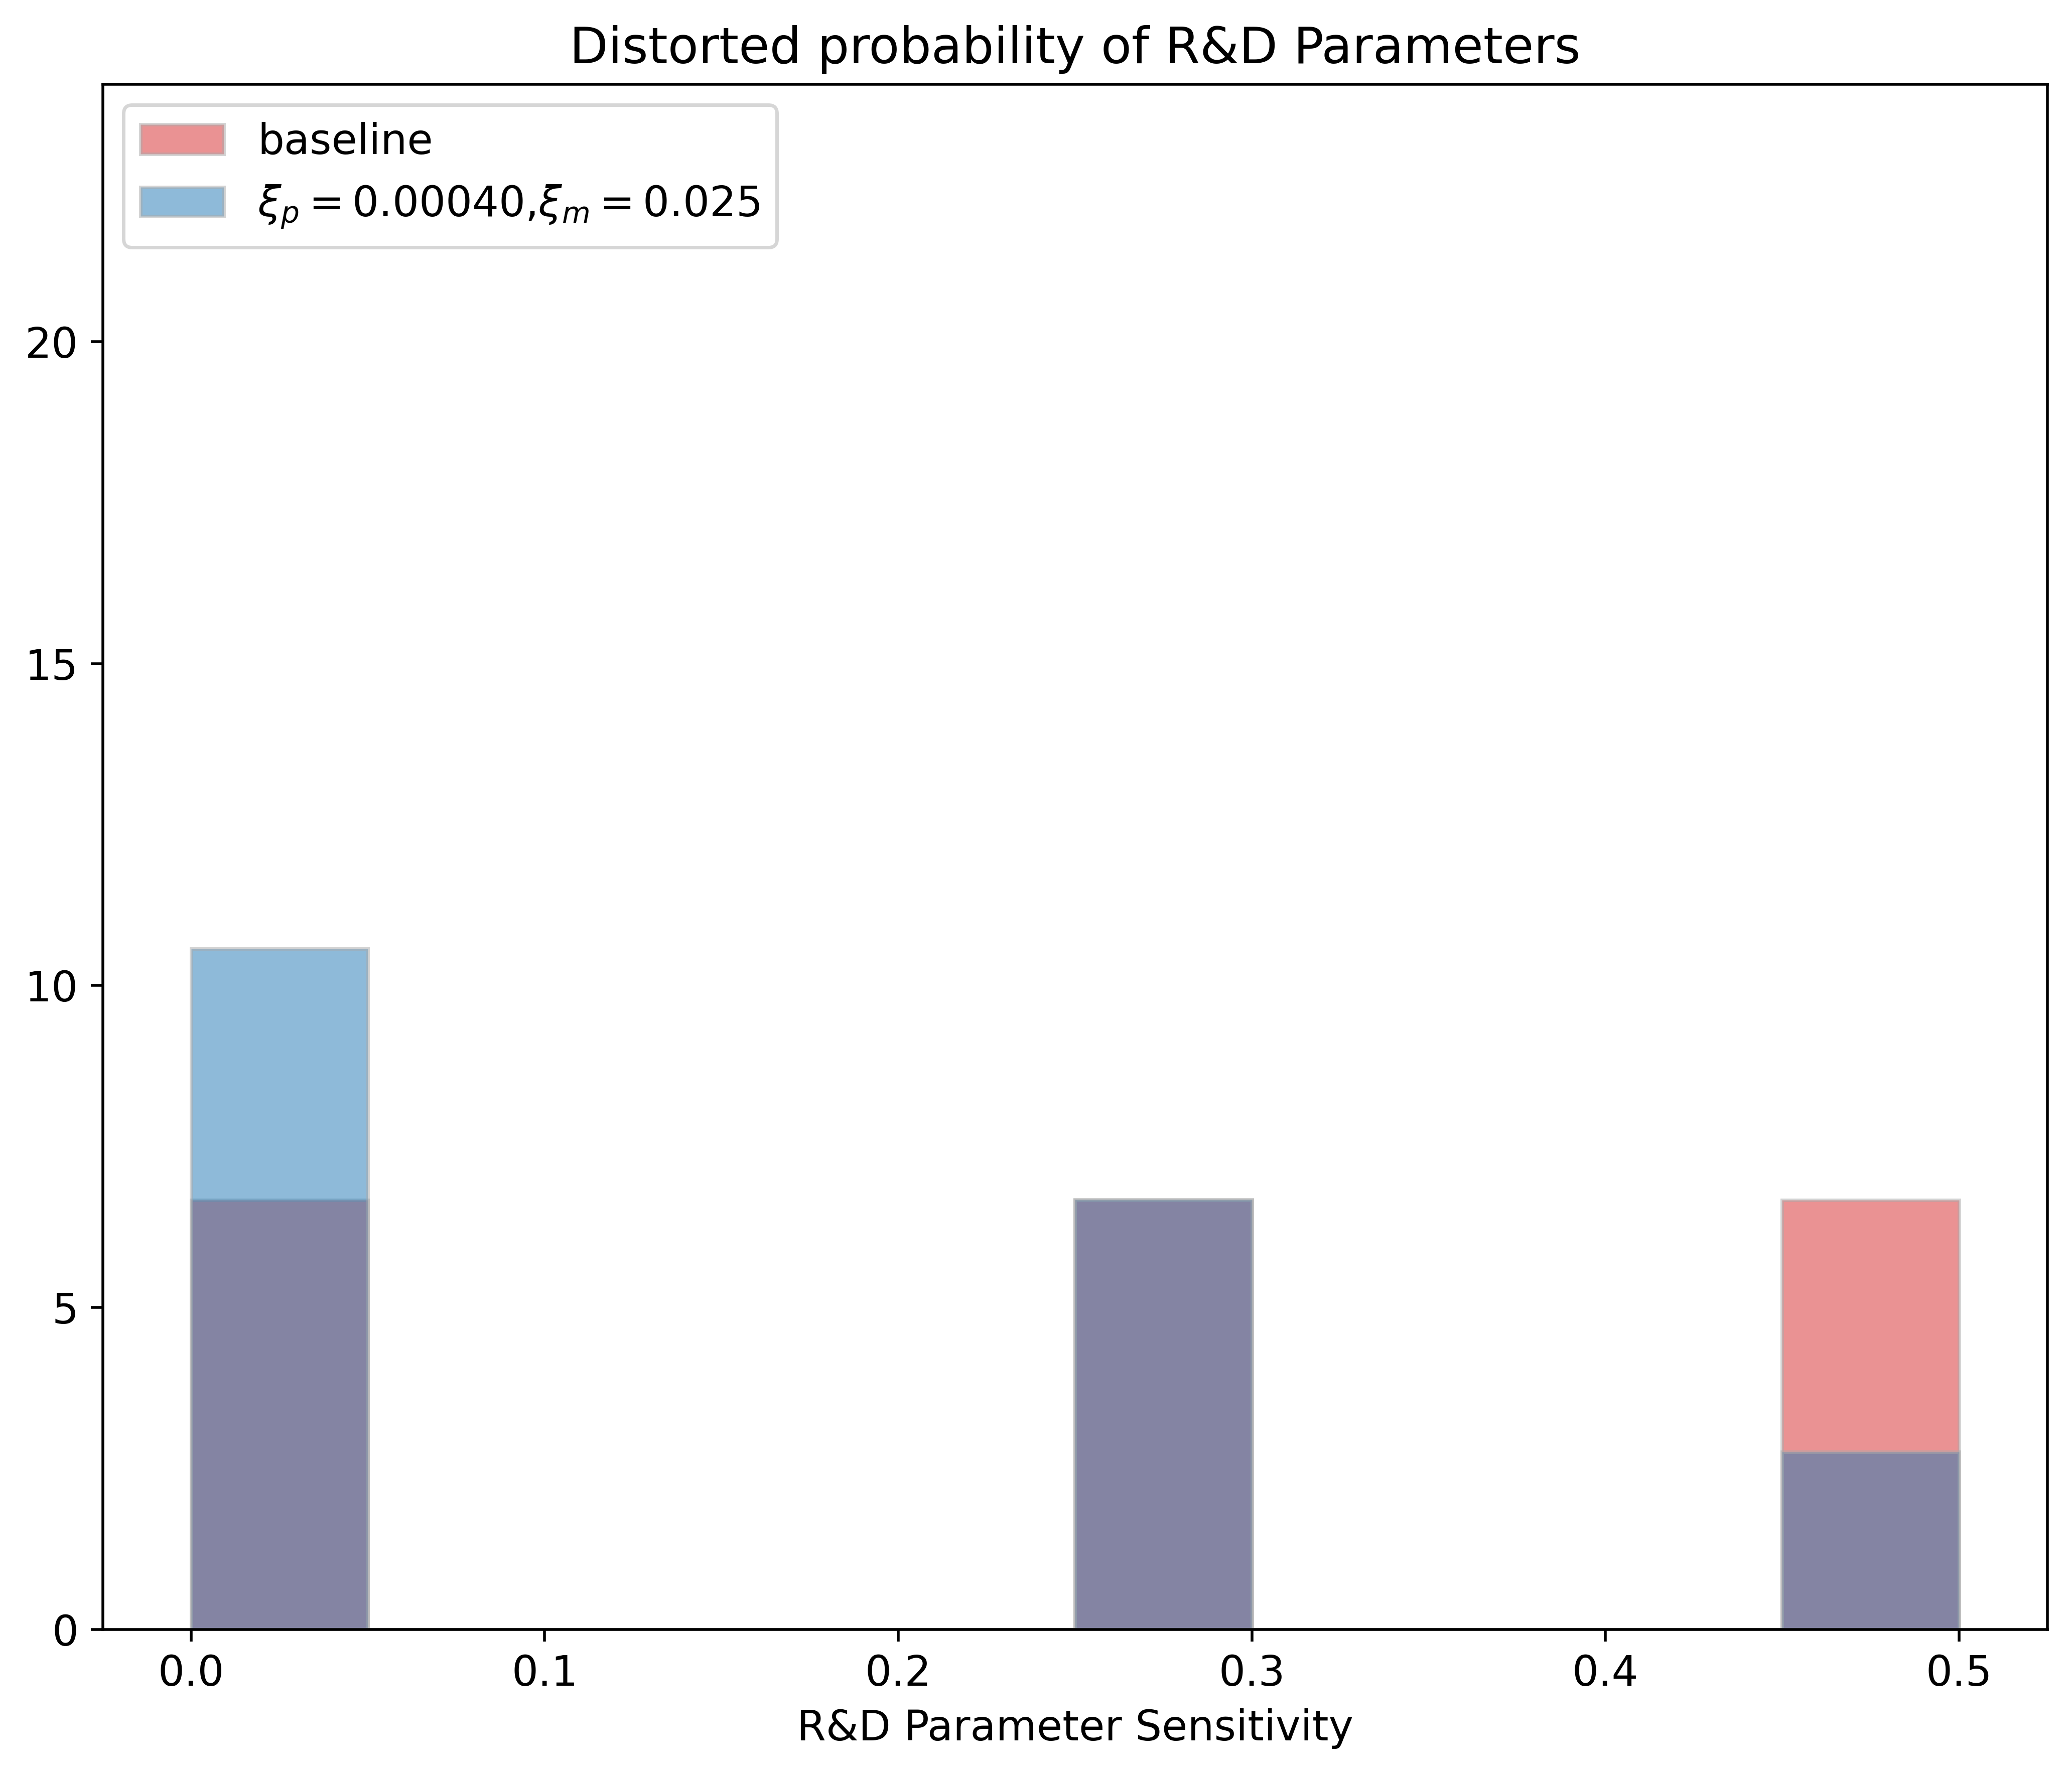 Distorted probability of R&D Parameters
baseline
ξp = 0.00040,ξm = 0.025
20
15
10
5
0
0.0 0.1 0.2 0.3 0.4 0.5
R&D Parameter Sensitivity